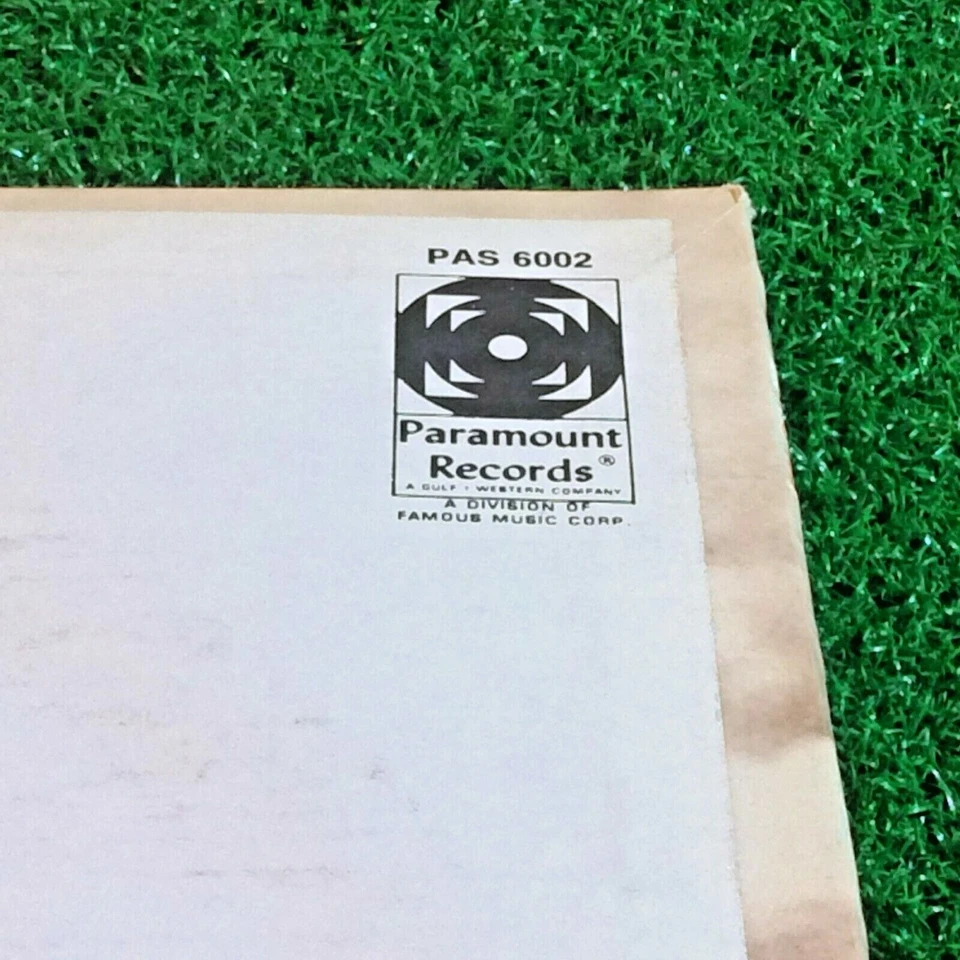 PAS 6002
Paramount
Records®
A GULF + WESTERN COMPANY
A DIVISION OF
FAMOUS MUSIC CORP.